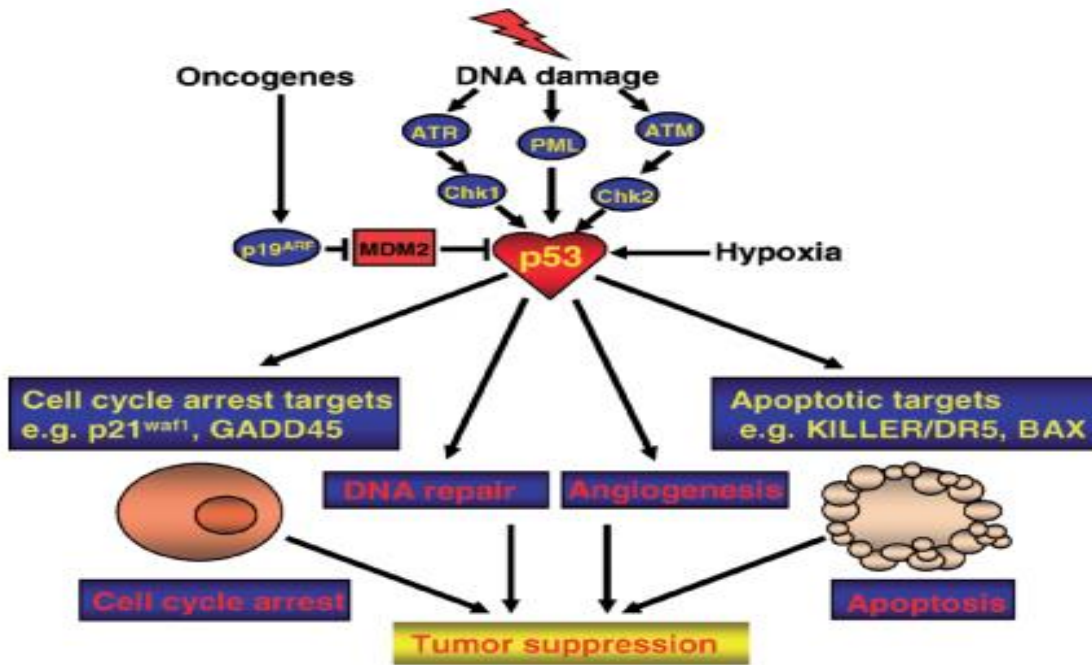 Oncogenes
DNA damage
ATR
PML
ATM
Chk1
Chk2
p19ARF
MDM2
p53
Hypoxia
Cell cycle arrest targets
e.g. p21waf1, GADD45
Apoptotic targets
e.g. KILLER/DR5, BAX
DNA repair
Angiogenesis
Cell cycle arrest
Apoptosis
Tumor suppression